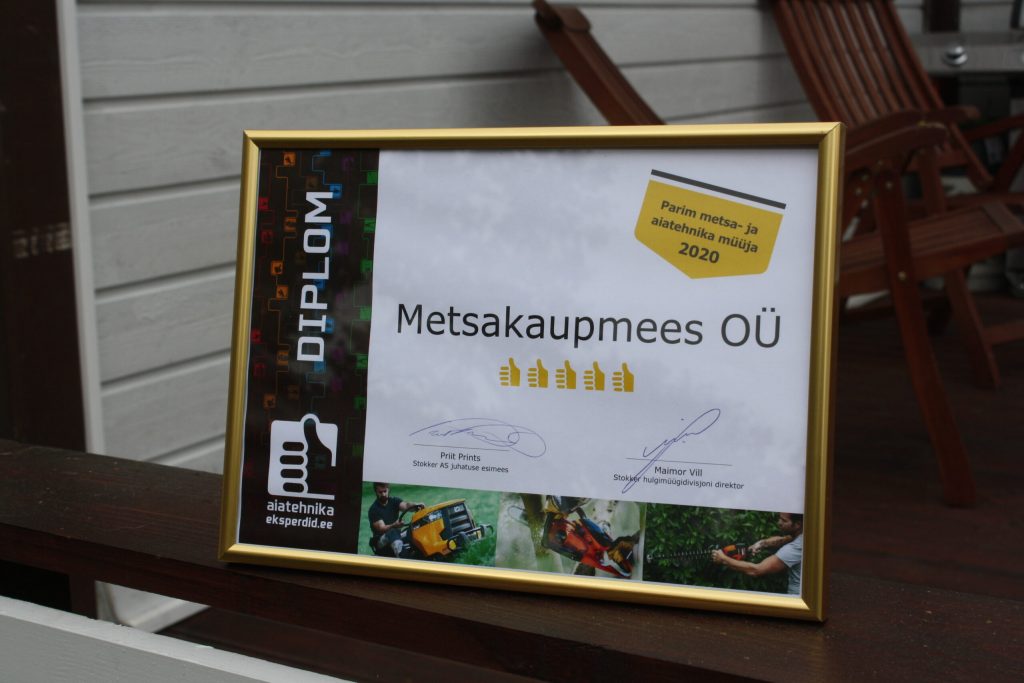 DIPLOM
Parim metsa- ja
aiatehnika müüja
2020
Metsakaupmees OÜ
Priit Prints
Stokker AS juhatuse esimees
Maimor Vill
Stokker hulgimüügidivisjoni direktor
aiatehnika
eksperdid.ee